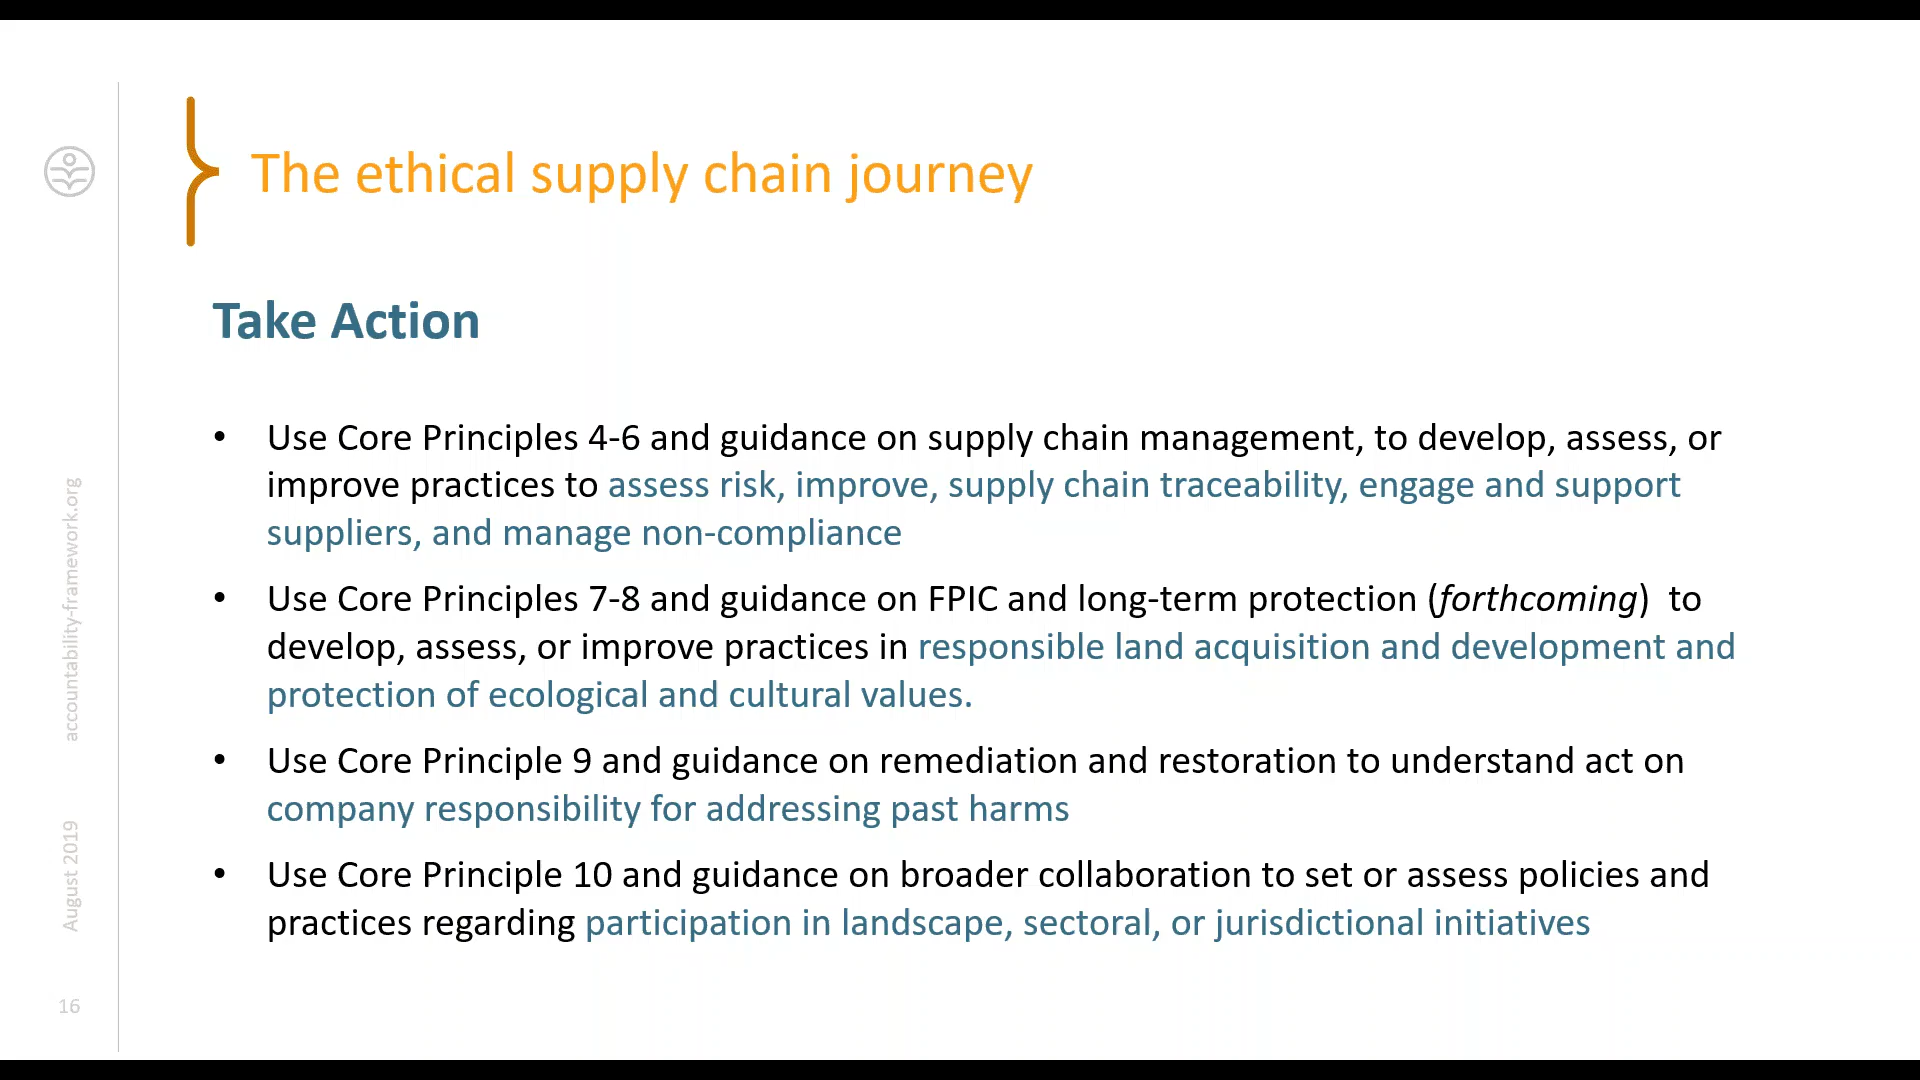 The ethical supply chain journey
Take Action
• Use Core Principles 4-6 and guidance on supply chain management, to develop, assess, or
improve practices to assess risk, improve, supply chain traceability, engage and support
suppliers, and manage non-compliance
• Use Core Principles 7-8 and guidance on FPIC and long-term protection (forthcoming)  to
develop, assess, or improve practices in responsible land acquisition and development and
protection of ecological and cultural values.
• Use Core Principle 9 and guidance on remediation and restoration to understand act on
company responsibility for addressing past harms
• Use Core Principle 10 and guidance on broader collaboration to set or assess policies and
practices regarding participation in landscape, sectoral, or jurisdictional initiatives
accountability-framework.org
August 2019
16